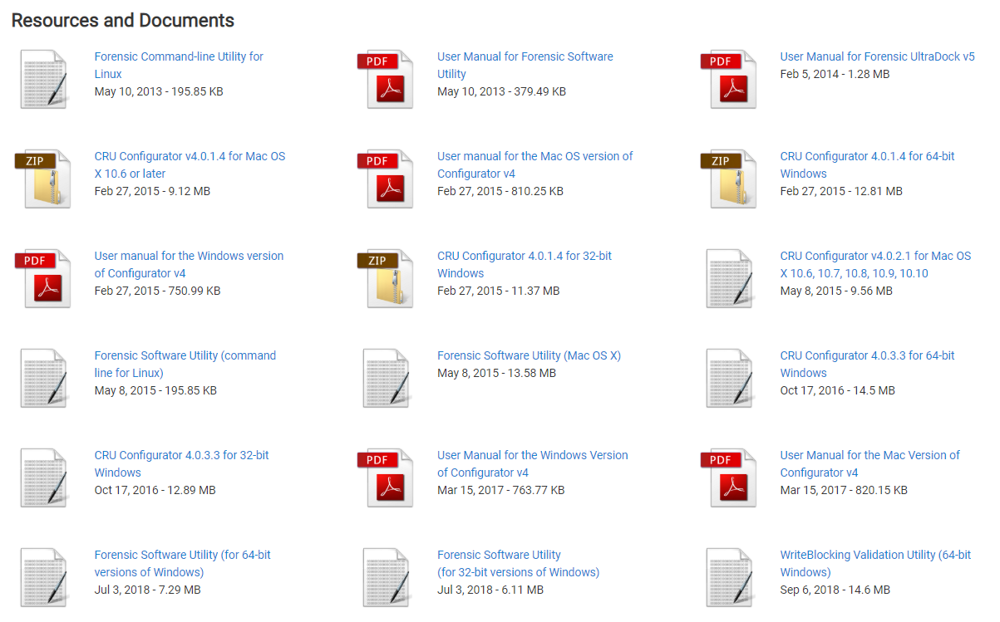 Resources and Documents
Forensic Command-line Utility for
Linux
May 10, 2013 - 195.85 KB
PDF
User Manual for Forensic Software
Utility
May 10, 2013 - 379.49 KB
PDF
User Manual for Forensic UltraDock v5
Feb 5, 2014 - 1.28 MB
ZIP
CRU Configurator v4.0.1.4 for Mac OS
X 10.6 or later
Feb 27, 2015 - 9.12 MB
PDF
User manual for the Mac OS version of
Configurator v4
Feb 27, 2015 - 810.25 KB
ZIP
CRU Configurator 4.0.1.4 for 64-bit
Windows
Feb 27, 2015 - 12.81 MB
PDF
User manual for the Windows version
of Configurator v4
Feb 27, 2015 - 750.99 KB
ZIP
CRU Configurator 4.0.1.4 for 32-bit
Windows
Feb 27, 2015 - 11.37 MB
CRU Configurator v4.0.2.1 for Mac OS
X 10.6, 10.7, 10.8, 10.9, 10.10
May 8, 2015 - 9.56 MB
Forensic Software Utility (command
line for Linux)
May 8, 2015 - 195.85 KB
Forensic Software Utility (Mac OS X)
May 8, 2015 - 13.58 MB
CRU Configurator 4.0.3.3 for 64-bit
Windows
Oct 17, 2016 - 14.5 MB
CRU Configurator 4.0.3.3 for 32-bit
Windows
Oct 17, 2016 - 12.89 MB
PDF
User Manual for the Windows Version
of Configurator v4
Mar 15, 2017 - 763.77 KB
PDF
User Manual for the Mac Version of
Configurator v4
Mar 15, 2017 - 820.15 KB
Forensic Software Utility (for 64-bit
versions of Windows)
Jul 3, 2018 - 7.29 MB
Forensic Software Utility
(for 32-bit versions of Windows)
Jul 3, 2018 - 6.11 MB
WriteBlocking Validation Utility (64-bit
Windows)
Sep 6, 2018 - 14.6 MB